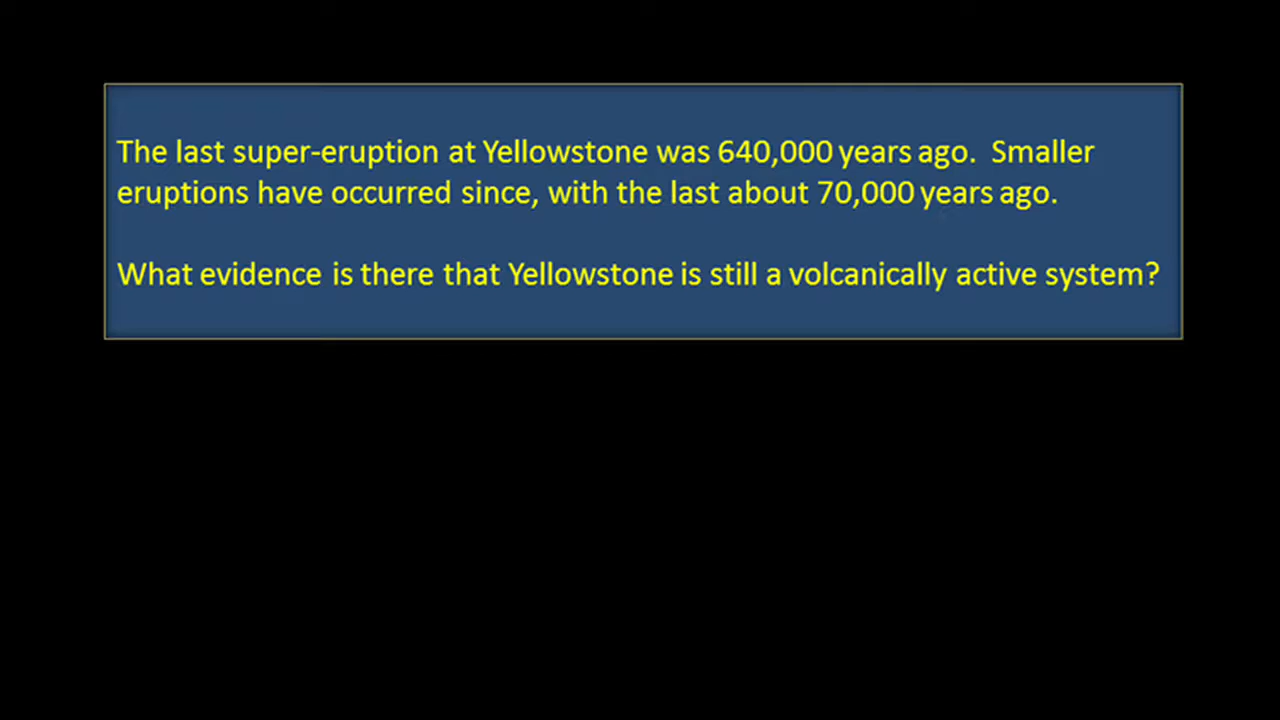 The last super-eruption at Yellowstone was 640,000 years ago. Smaller
eruptions have occurred since, with the last about 70,000 years ago.
What evidence is there that Yellowstone is still a volcanically active system?